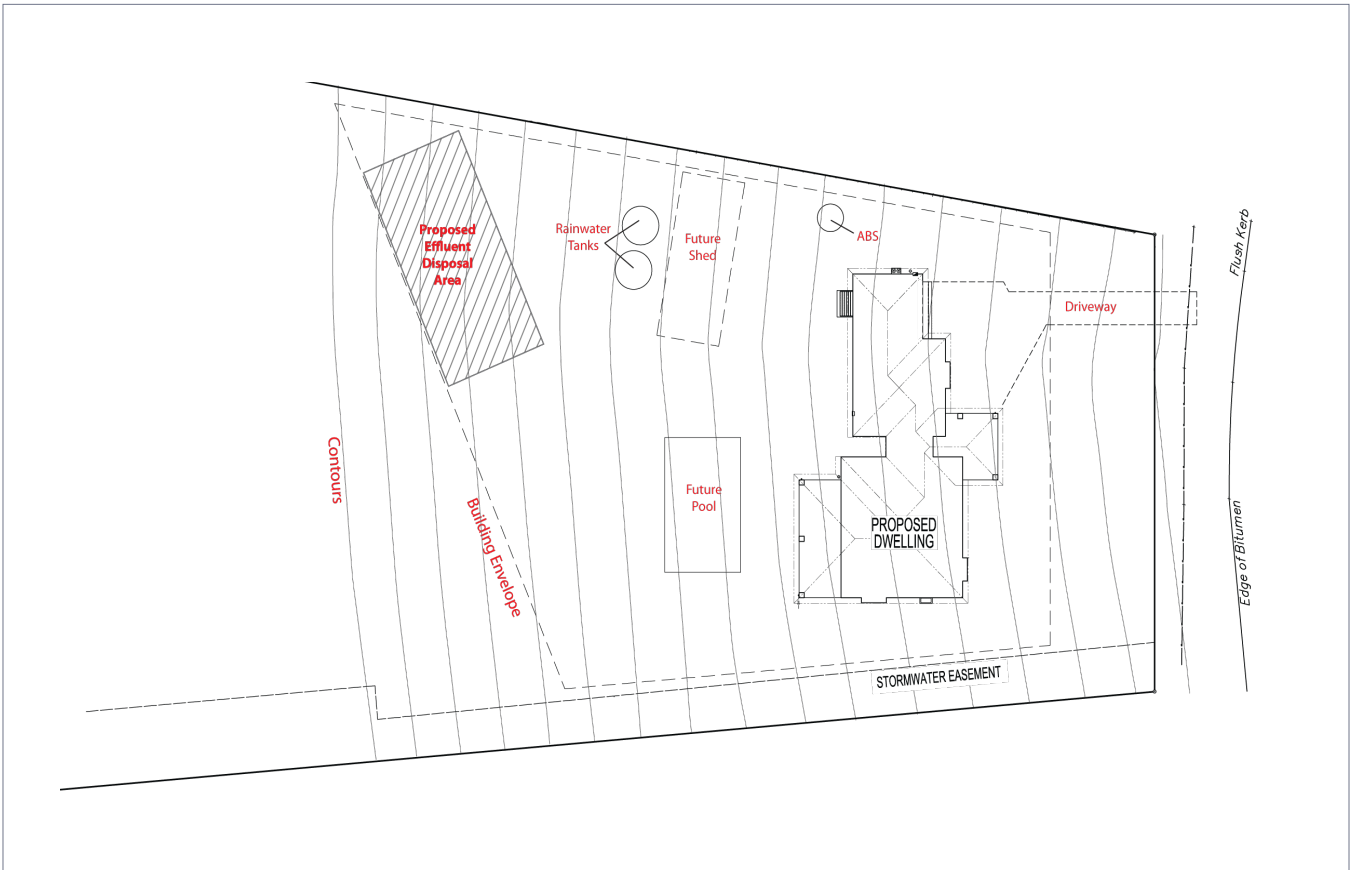 Flush Kerb
Rainwater
Tanks
Proposed
Effluent
Disposal
Area
Future
Shed
ABS
Driveway
Contours
Building Envelope
Future
Pool
PROPOSED
DWELLING
Edge of Bitumen
STORMWATER EASEMENT